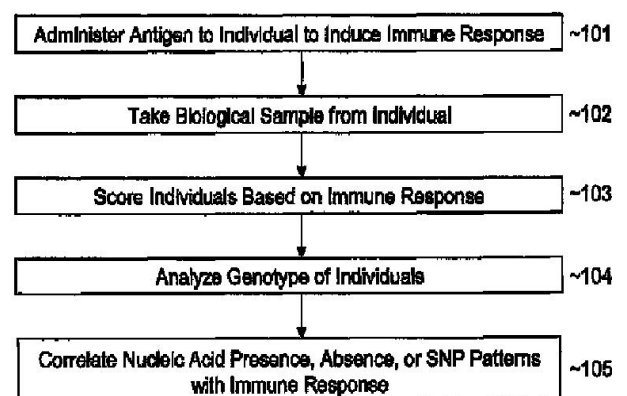 Administer Antigen to Individual to Induce Immune Response ~101
Take Biological Sample from Individual ~102
Score Individuals Based on Immune Response ~103
Analyze Genotype of Individuals ~104
Correlate Nucleic Acid Presence, Absence, or SNP Patterns
with Immune Response ~105